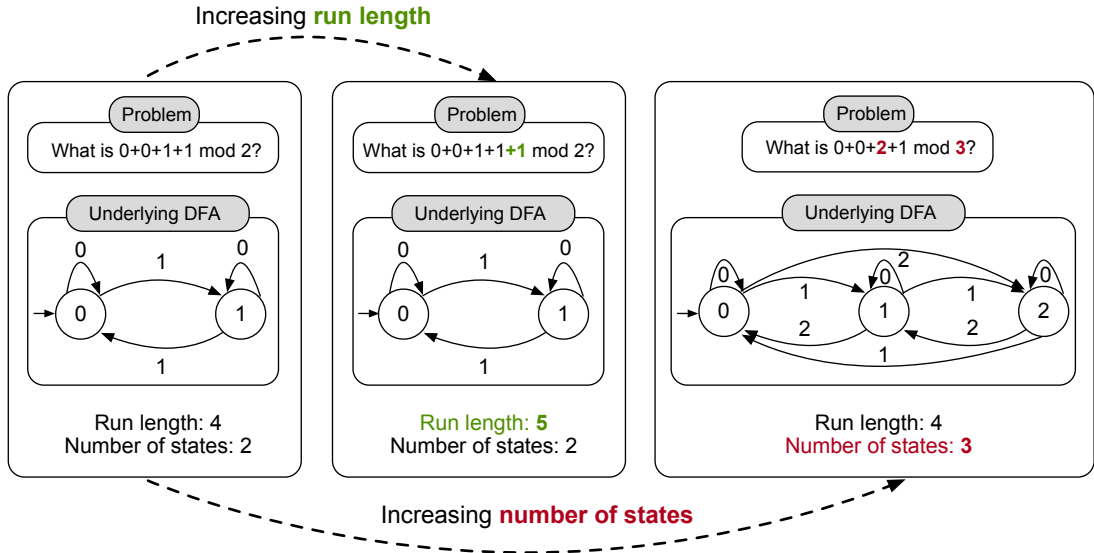 Increasing run length
Problem
What is 0+0+1+1 mod 2?
Underlying DFA
0
0
1
0
1
1
Run length: 4
Number of states: 2
Problem
What is 0+0+1+1+1 mod 2?
Underlying DFA
0
0
1
0
1
1
Run length: 5
Number of states: 2
Problem
What is 0+0+2+1 mod 3?
Underlying DFA
2
0
0
0
1
1
0
1
2
2
2
1
Run length: 4
Number of states: 3
Increasing number of states